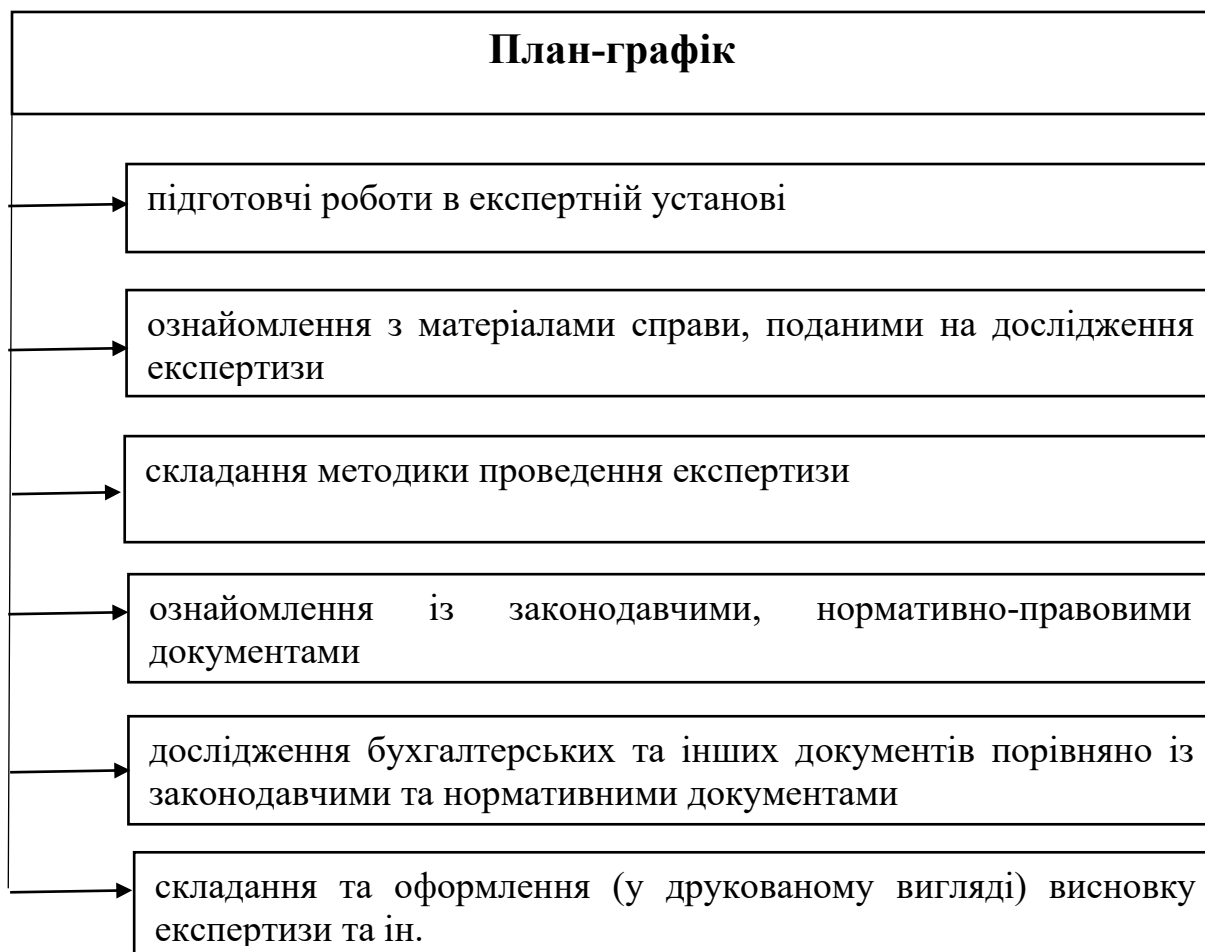 План-графік
підготовчі роботи в експертній установі
ознайомлення з матеріалами справи, поданими на дослідження
експертизи
складання методики проведення експертизи
ознайомлення із законодавчими, нормативно-правовими
документами
дослідження бухгалтерських та інших документів порівняно із
законодавчими та нормативними документами
складання та оформлення (у друкованому вигляді) висновку
експертизи та ін.